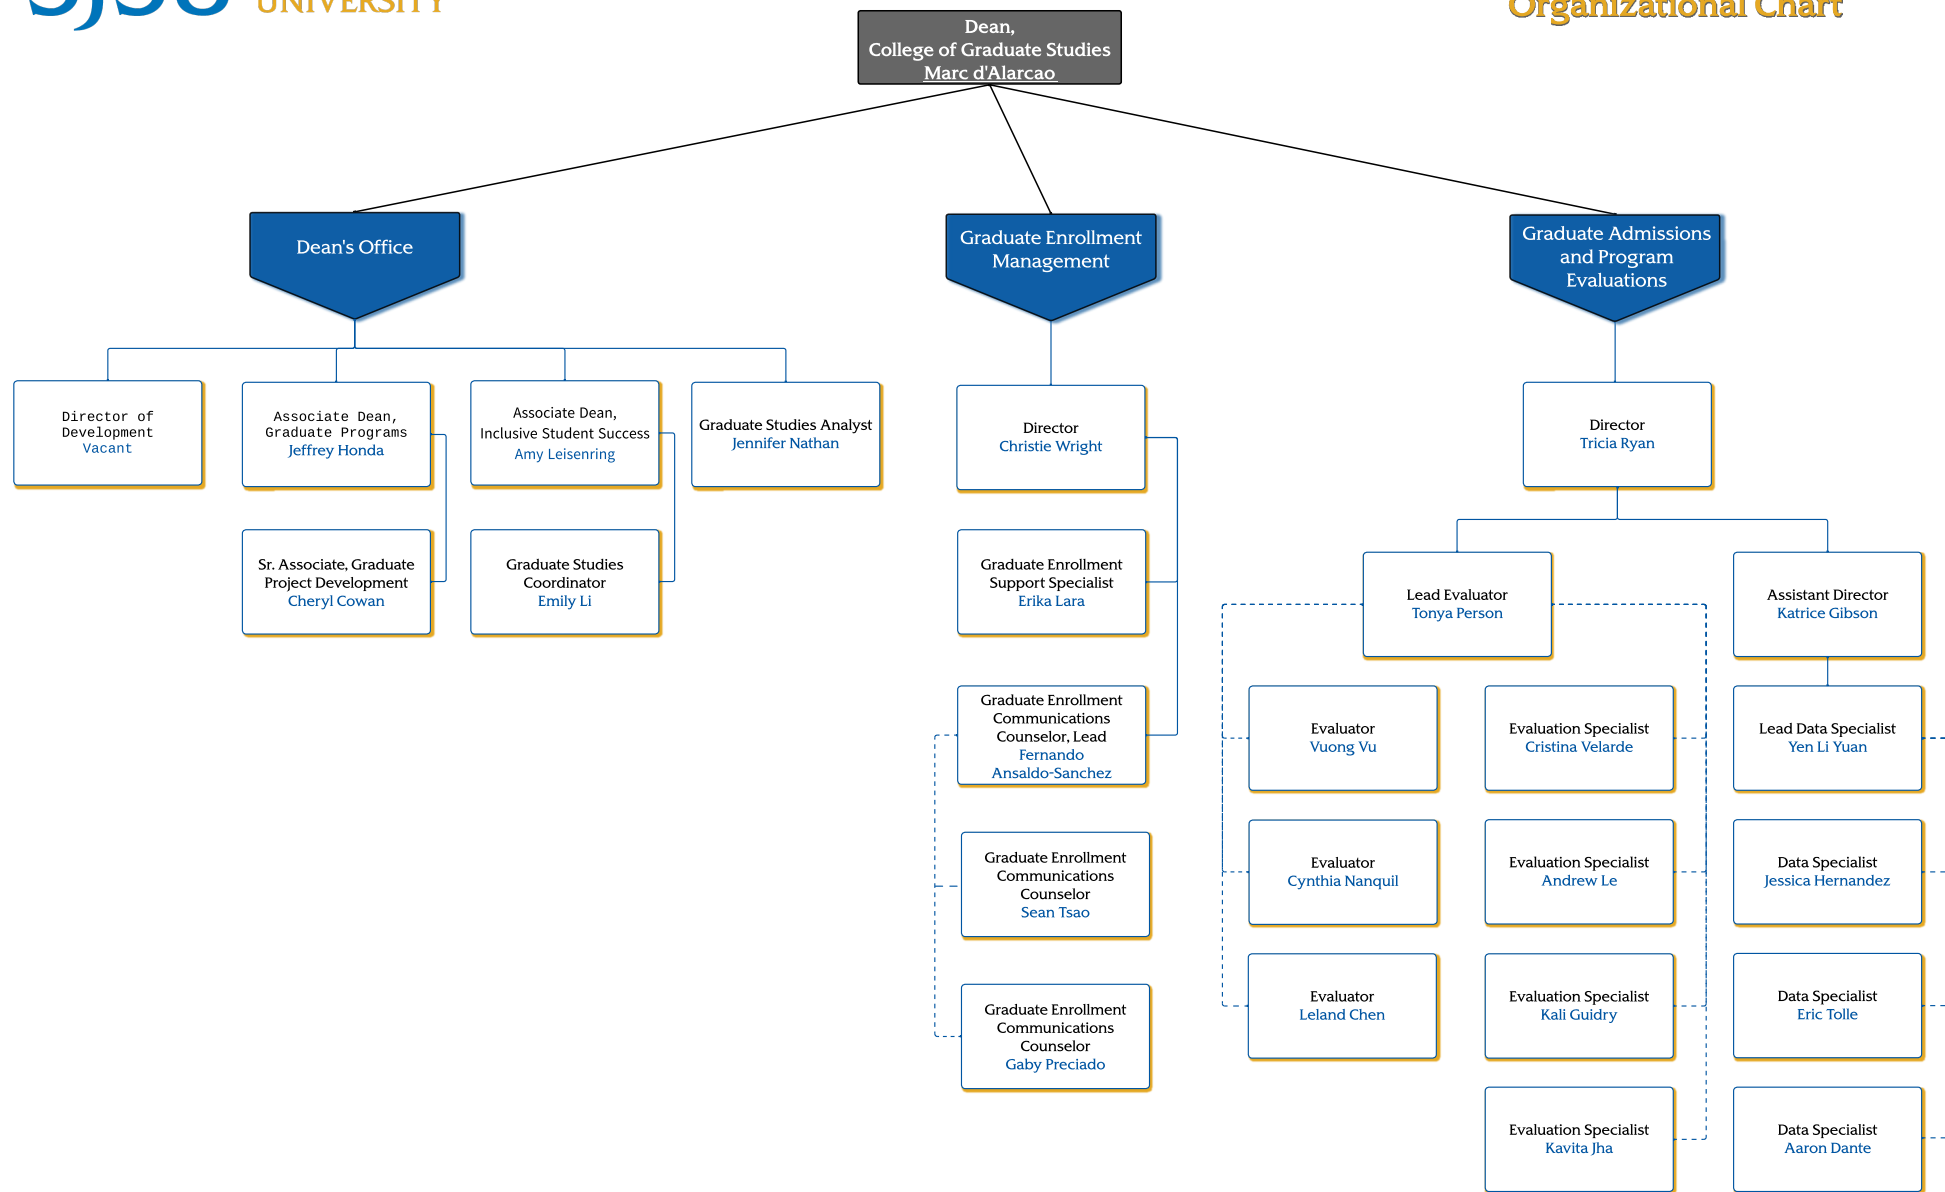 SJSU UNIVERSITY
Organizational Chart
Dean,
College of Graduate Studies
Marc d'Alarcao
Dean's Office
Graduate Enrollment
Management
Graduate Admissions
and Program
Evaluations
Director of
Development
Vacant
Associate Dean,
Graduate Programs
Jeffrey Honda
Associate Dean,
Inclusive Student Success
Amy Leisenring
Graduate Studies Analyst
Jennifer Nathan
Director
Christie Wright
Director
Tricia Ryan
Sr. Associate, Graduate
Project Development
Cheryl Cowan
Graduate Studies
Coordinator
Emily Li
Graduate Enrollment
Support Specialist
Erika Lara
Lead Evaluator
Tonya Person
Assistant Director
Katrice Gibson
Graduate Enrollment
Communications
Counselor, Lead
Fernando
Ansaldo-Sanchez
Evaluator
Vuong Vu
Evaluation Specialist
Cristina Velarde
Lead Data Specialist
Yen Li Yuan
Graduate Enrollment
Communications
Counselor
Sean Tsao
Evaluator
Cynthia Nanquil
Evaluation Specialist
Andrew Le
Data Specialist
Jessica Hernandez
Graduate Enrollment
Communications
Counselor
Gaby Preciado
Evaluator
Leland Chen
Evaluation Specialist
Kali Guidry
Data Specialist
Eric Tolle
Evaluation Specialist
Kavita Jha
Data Specialist
Aaron Dante